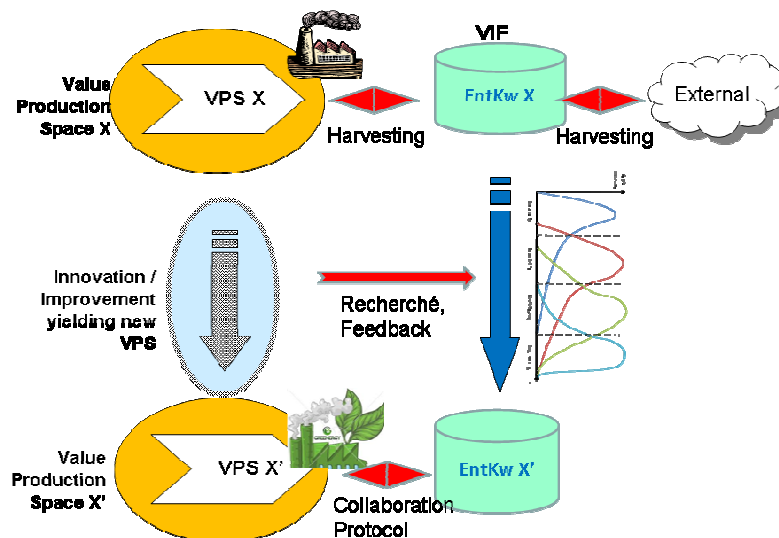 VIF
Value
Production
Space X
VPS X
EntKw X
External
Harvesting
Harvesting
Innovation /
Improvement
yielding new
VPS
Recherché,
Feedback
Value
Production
Space X'
VPS X'
EntKw X'
Collaboration
Protocol